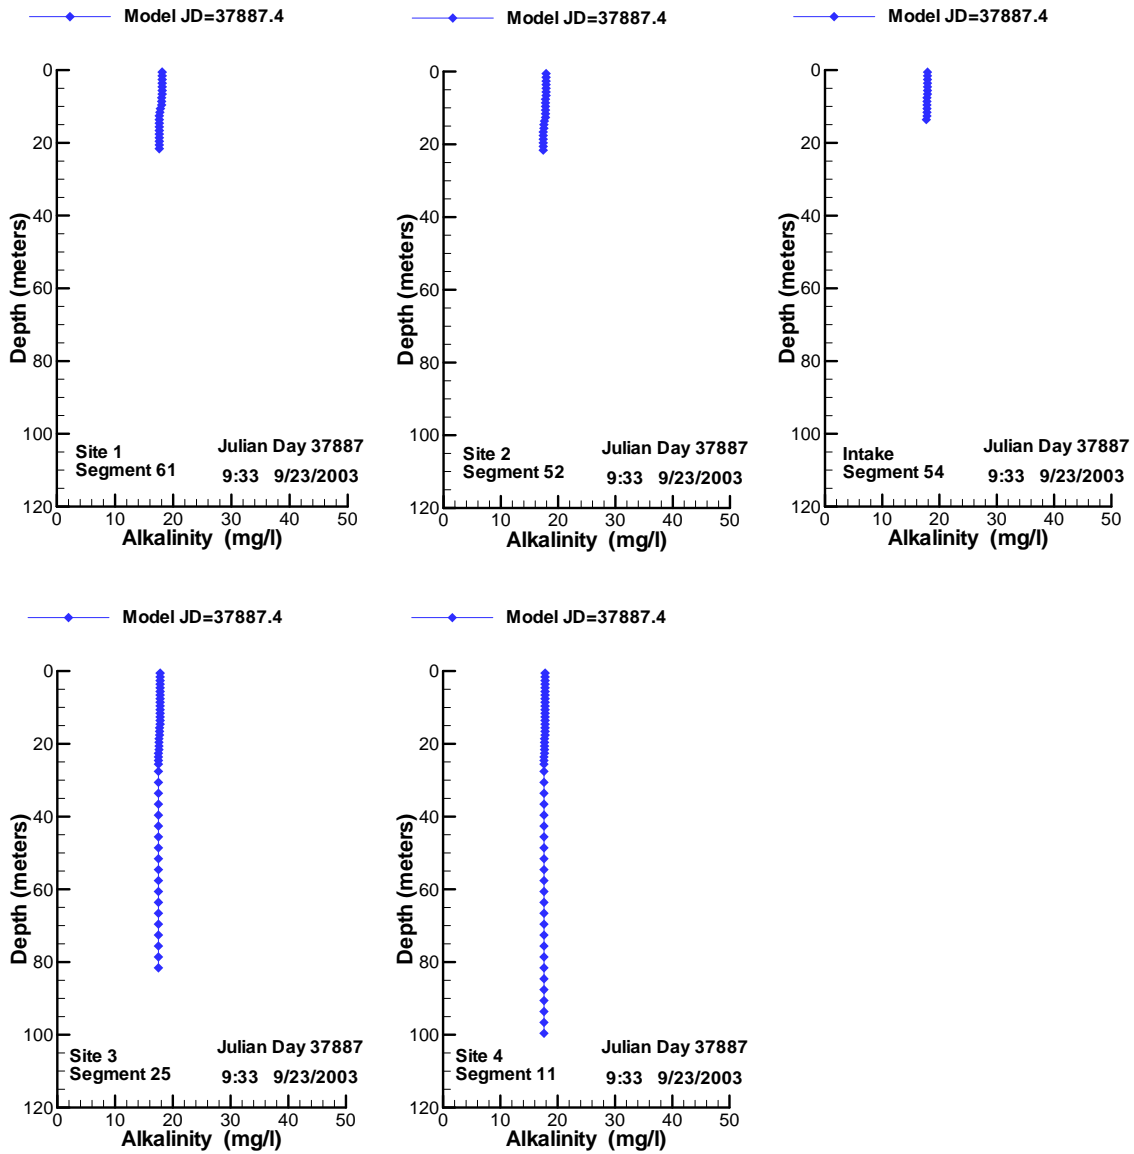 Model JD=37887.4
0
20
40
60
80
100
120
Depth (meters)
Site 1
Segment 61
Julian Day 37887
9:33 9/23/2003
0 10 20 30 40 50
Alkalinity (mg/l)
Model JD=37887.4
0
20
40
60
80
100
120
Depth (meters)
Site 2
Segment 52
Julian Day 37887
9:33 9/23/2003
0 10 20 30 40 50
Alkalinity (mg/l)
Model JD=37887.4
0
20
40
60
80
100
120
Depth (meters)
Intake
Segment 54
Julian Day 37887
9:33 9/23/2003
0 10 20 30 40 50
Alkalinity (mg/l)
Model JD=37887.4
0
20
40
60
80
100
120
Depth (meters)
Site 3
Segment 25
Julian Day 37887
9:33 9/23/2003
0 10 20 30 40 50
Alkalinity (mg/l)
Model JD=37887.4
0
20
40
60
80
100
120
Depth (meters)
Site 4
Segment 11
Julian Day 37887
9:33 9/23/2003
0 10 20 30 40 50
Alkalinity (mg/l)